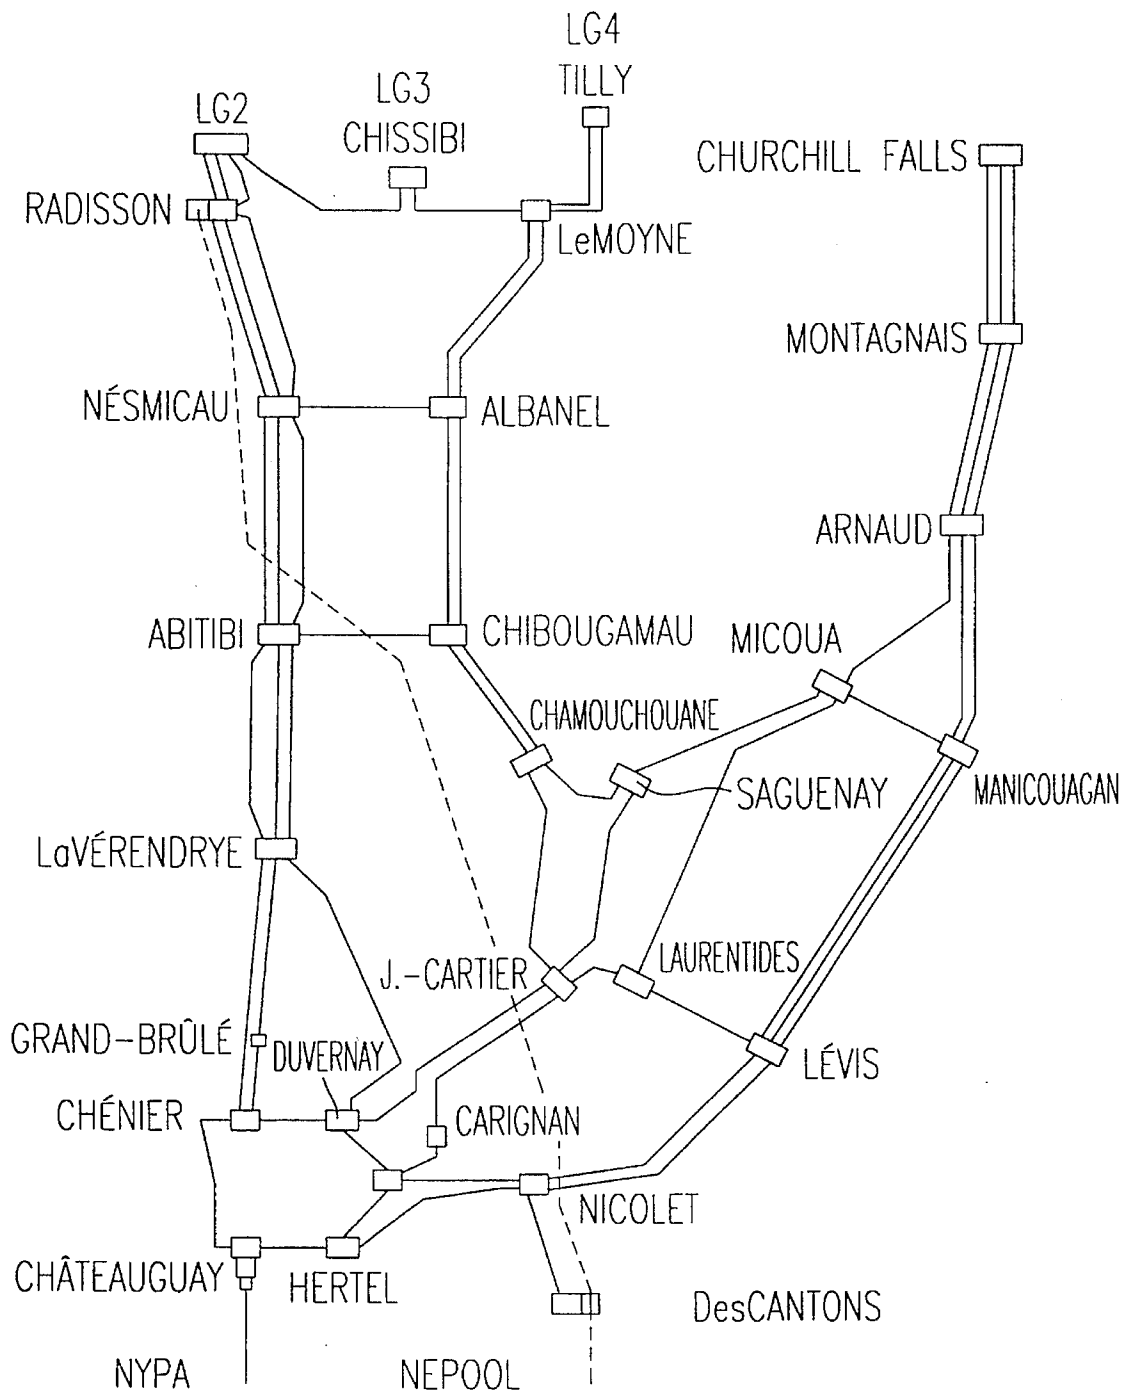 LG4
TILLY
LG3
CHISSIBI
LG2
CHURCHILL FALLS
RADISSON
LeMOYNE
MONTAGNAIS
NÉSMICAU
ALBANEL
ARNAUD
ABITIBI
CHIBOUGAMAU
MICOUA
CHAMOUCHOUANE
SAGUENAY
MANICOUAGAN
LaVÉRENDRYE
J.-CARTIER
LAURENTIDES
GRAND-BRÛLÉ
DUVERNAY
LÉVIS
CHÉNIER
CARIGNAN
NICOLET
CHÂTEAUGUAY
HERTEL
DesCANTONS
NYPA
NEPOOL